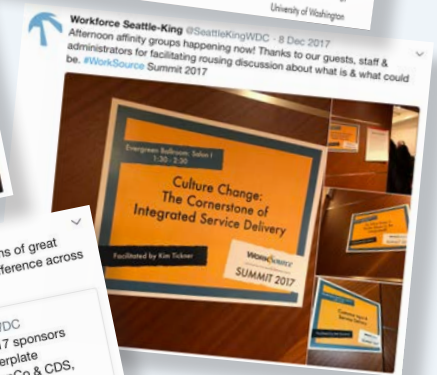 University of Washington
Workforce Seattle-King @SeattleKingWDC · 8 Dec 2017
Afternoon affinity groups happening now! Thanks to our guests, staff &
administrators for facilitating rousing discussion about what is & what could
be. #WorkSource Summit 2017
Evergreen Ballroom: Salon I
1:30 - 2:30
Culture Change:
The Cornerstone of
Integrated Service Delivery
Facilitated by Kim Tickner
WorkSource
SUMMIT 2017
ns of great
fference across
DC
17 sponsors
erplate
Co & CDS,